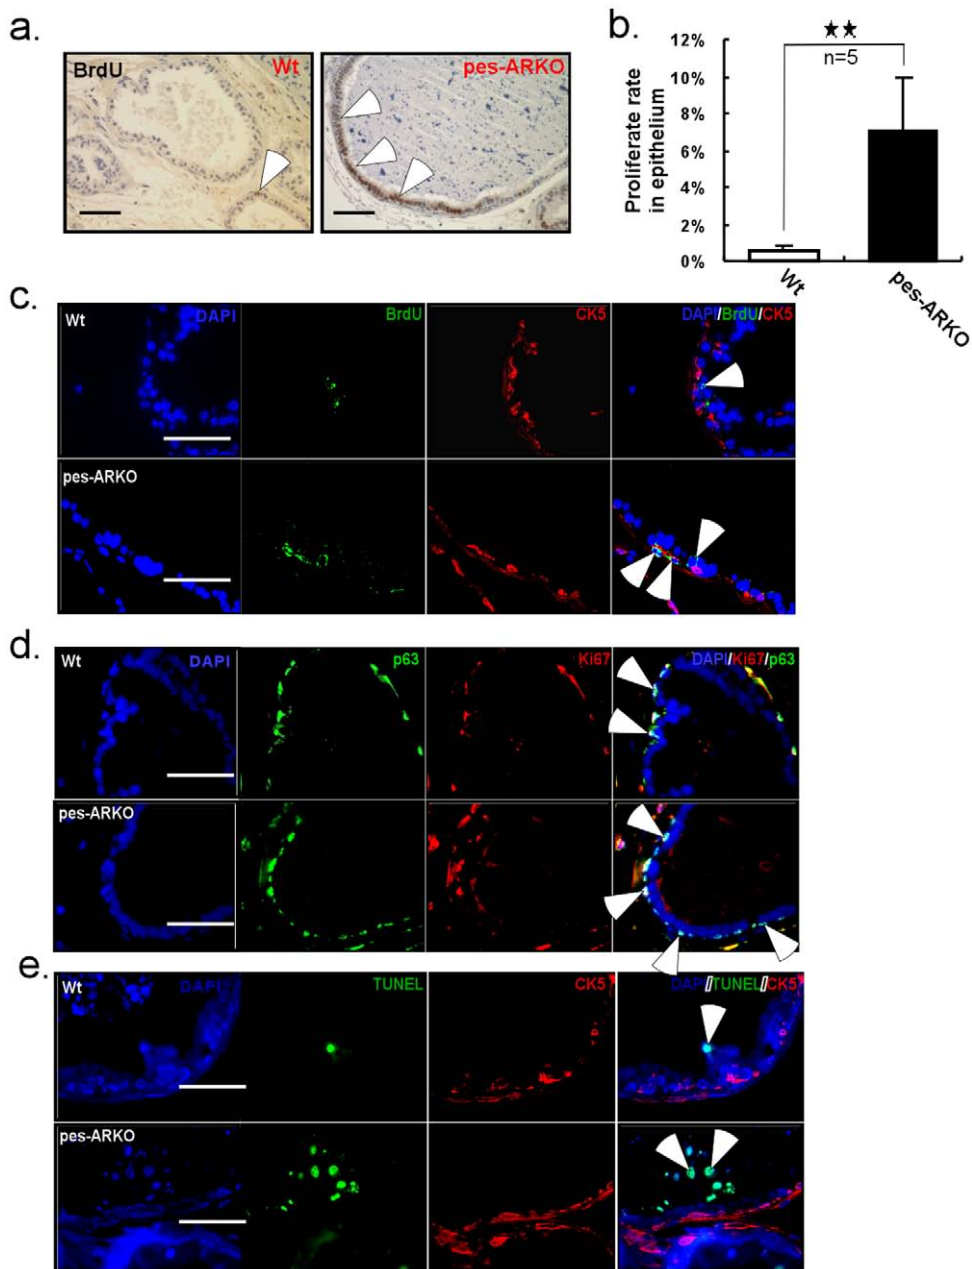 a.
BrdU
Wt
pes-ARKO
b.
★★
n=5
Proliferate rate
in epithelium
12%
10%
8%
6%
4%
2%
0%
Wt
pes-ARKO
c.
Wt
DAPI
BrdU
CK5
DAPI/BrdU/CK5
pes-ARKO
d.
Wt
DAPI
p63
Ki67
DAPI/Ki67/p63
pes-ARKO
e.
Wt
DAPI
TUNEL
CK5
DAPI/TUNEL/CK5
pes-ARKO